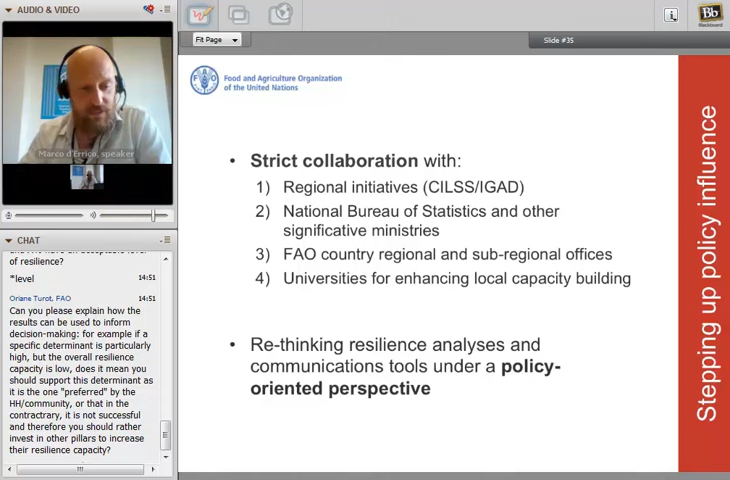 AUDIO & VIDEO
Marco d'Errico, speaker
CHAT
of resilience?
*level
14:51
Oriane Turot, FAO
14:51
Can you please explain how the
results can be used to inform
decision-making: for example if a
specific determinant is particularly
high, but the overall resilience
capacity is low, does it mean you
should support this determinant as
it is the one "preferred" by the
HH/community, or that in the
contractrary, it is not successful
and therefore you should rather
invest in other pillars to increase
their resilience capacity?
Fit Page
Slide #35
Bb
Blackboard
FAO
Food and Agriculture Organization
of the United Nations
• Strict collaboration with:
1) Regional initiatives (CILSS/IGAD)
2) National Bureau of Statistics and other
significative ministries
3) FAO country regional and sub-regional offices
4) Universities for enhancing local capacity building
• Re-thinking resilience analyses and
communications tools under a policy-
oriented perspective
Stepping up policy influence